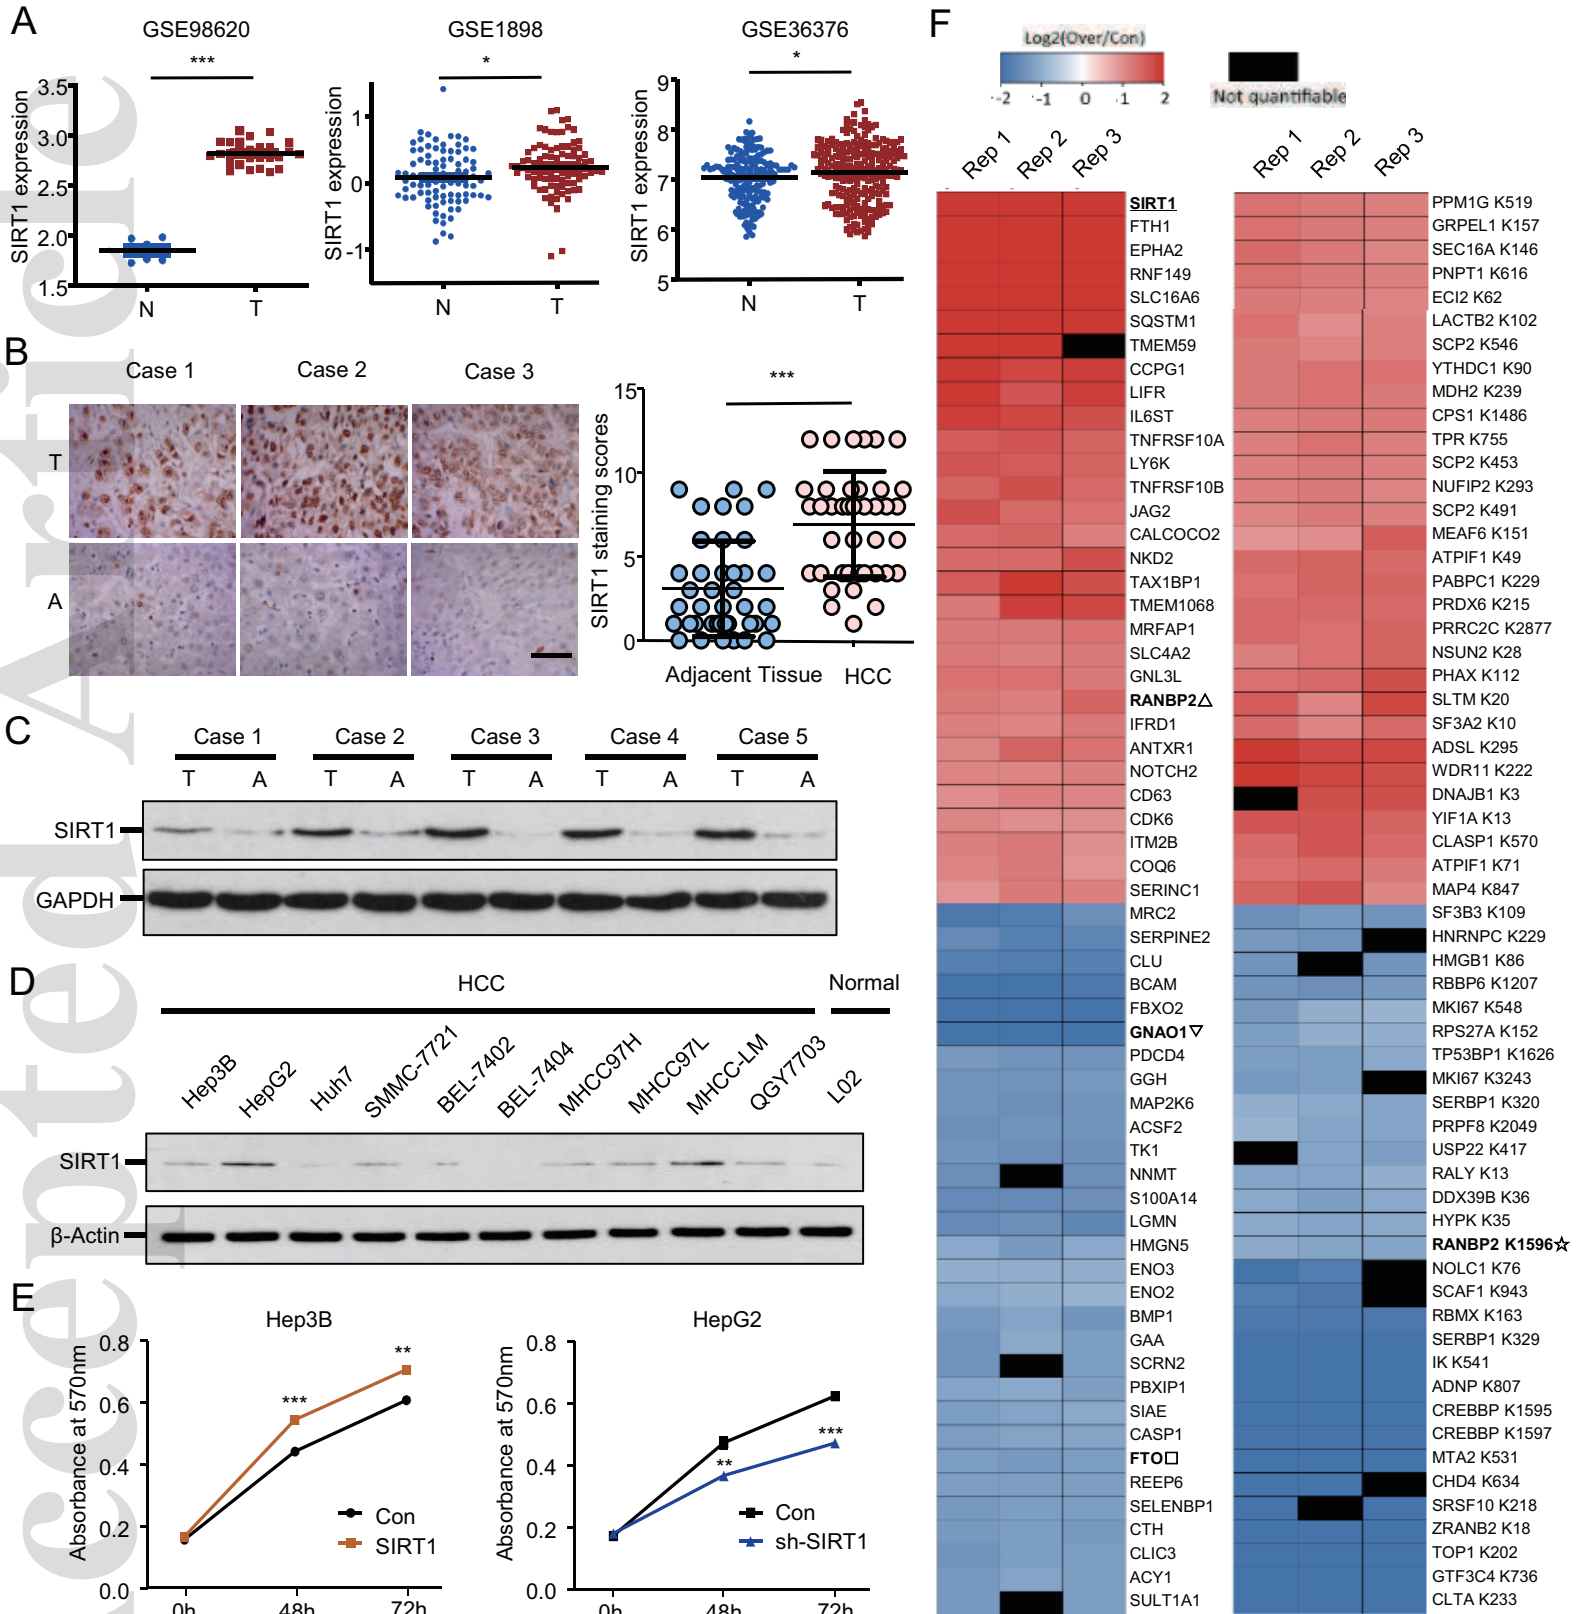 Accepted Article
A
GSE98620
GSE1898
GSE36376
***
*
*
SIRT1 expression
3.5
3.0
2.5
2.0
1.5
N
T
SIRT1 expression
1
0
-1
N
T
SIRT1 expression
9
8
7
6
5
N
T
B
Case 1
Case 2
Case 3
T
A
***
SIRT1 staining scores
15
10
5
0
Adjacent Tissue
HCC
C
Case 1
Case 2
Case 3
Case 4
Case 5
T A T A T A T A T A
SIRT1
GAPDH
D
HCC
Normal
Hep3B
HepG2
Huh7
SMMC-7721
BEL-7402
BEL-7404
MHCC97H
MHCC97L
MHCC-LM
QGY7703
L02
SIRT1
β-Actin
E
Hep3B
Absorbance at 570nm
0.8
0.6
0.4
0.2
0.0
***
**
Con
SIRT1
0h 48h 72h
HepG2
Absorbance at 570nm
0.8
0.6
0.4
0.2
0.0
**
***
Con
sh-SIRT1
0h 48h 72h
F
Log2(Over/Con)
-2 -1 0 1 2
Not quantifiable
Rep 1
Rep 2
Rep 3
SIRT1
FTH1
EPHA2
RNF149
SLC16A6
SQSTM1
TMEM59
CCPG1
LIFR
IL6ST
TNFRSF10A
LY6K
TNFRSF10B
JAG2
CALCOCO2
NKD2
TAX1BP1
TMEM1068
MRFAP1
SLC4A2
GNL3L
RANBP2△
IFRD1
ANTXR1
NOTCH2
CD63
CDK6
ITM2B
COQ6
SERINC1
MRC2
SERPINE2
CLU
BCAM
FBXO2
GNAO1▽
PDCD4
GGH
MAP2K6
ACSF2
TK1
NNMT
S100A14
LGMN
HMGN5
ENO3
ENO2
BMP1
GAA
SCRN2
PBXIP1
SIAE
CASP1
FTO□
REEP6
SELENBP1
CTH
CLIC3
ACY1
SULT1A1
Rep 1
Rep 2
Rep 3
PPM1G K519
GRPEL1 K157
SEC16A K146
PNPT1 K616
ECI2 K62
LACTB2 K102
SCP2 K546
YTHDC1 K90
MDH2 K239
CPS1 K1486
TPR K755
SCP2 K453
NUFIP2 K293
SCP2 K491
MEAF6 K151
ATPIF1 K49
PABPC1 K229
PRDX6 K215
PRRC2C K2877
NSUN2 K28
PHAX K112
SLTM K20
SF3A2 K10
ADSL K295
WDR11 K222
DNAJB1 K3
YIF1A K13
CLASP1 K570
ATPIF1 K71
MAP4 K847
SF3B3 K109
HNRNPC K229
HMGB1 K86
RBBP6 K1207
MKI67 K548
RPS27A K152
TP53BP1 K1626
MKI67 K3243
SERBP1 K320
PRPF8 K2049
USP22 K417
RALY K13
DDX39B K36
HYPK K35
RANBP2 K1596☆
NOLC1 K76
SCAF1 K943
RBMX K163
SERBP1 K329
IK K541
ADNP K807
CREBBP K1595
CREBBP K1597
MTA2 K531
CHD4 K634
SRSF10 K218
ZRANB2 K18
TOP1 K202
GTF3C4 K736
CLTA K233